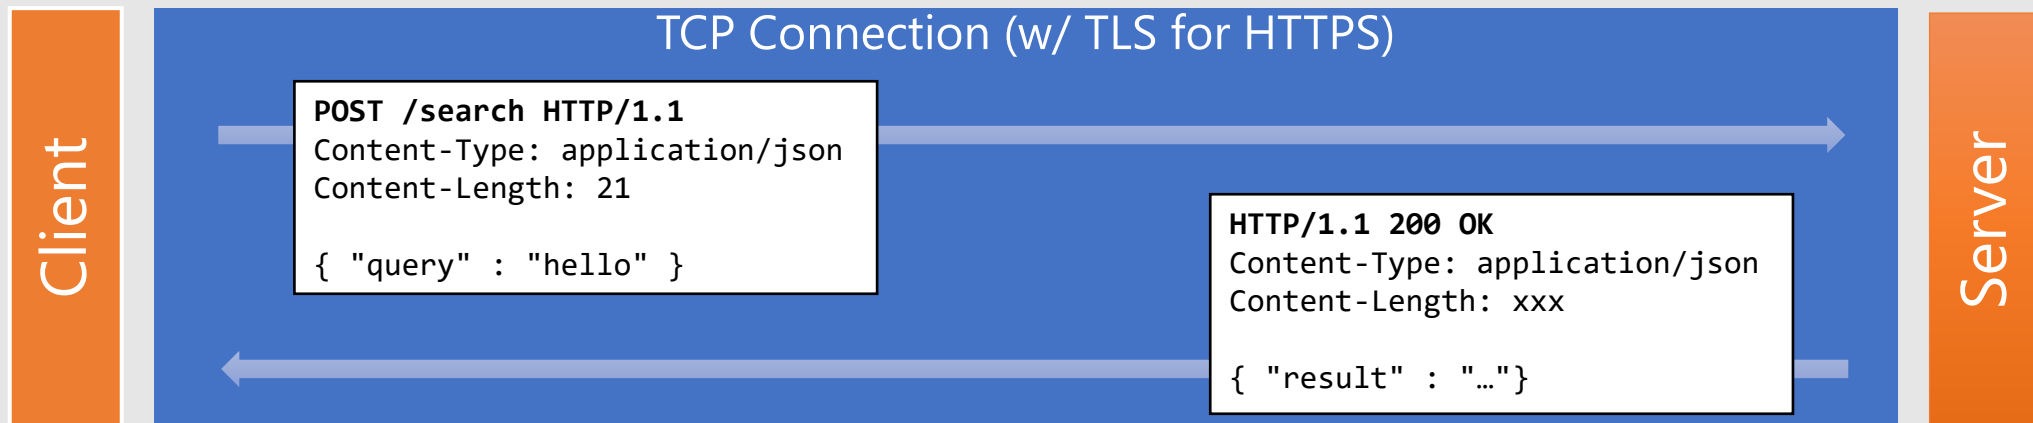 TCP Connection (w/ TLS for HTTPS)
Client
POST /search HTTP/1.1
Content-Type: application/json
Content-Length: 21
{ "query" : "hello" }
HTTP/1.1 200 OK
Content-Type: application/json
Content-Length: xxx
{ "result" : "…"}
Server